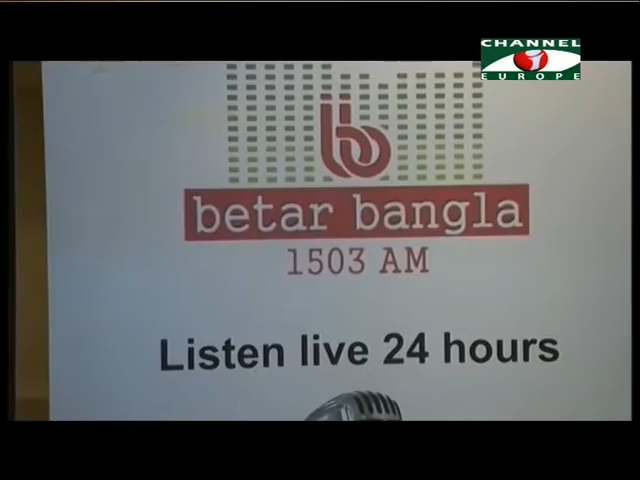 CHANNEL
i
EUROPE
betar bangla
1503 AM
Listen live 24 hours